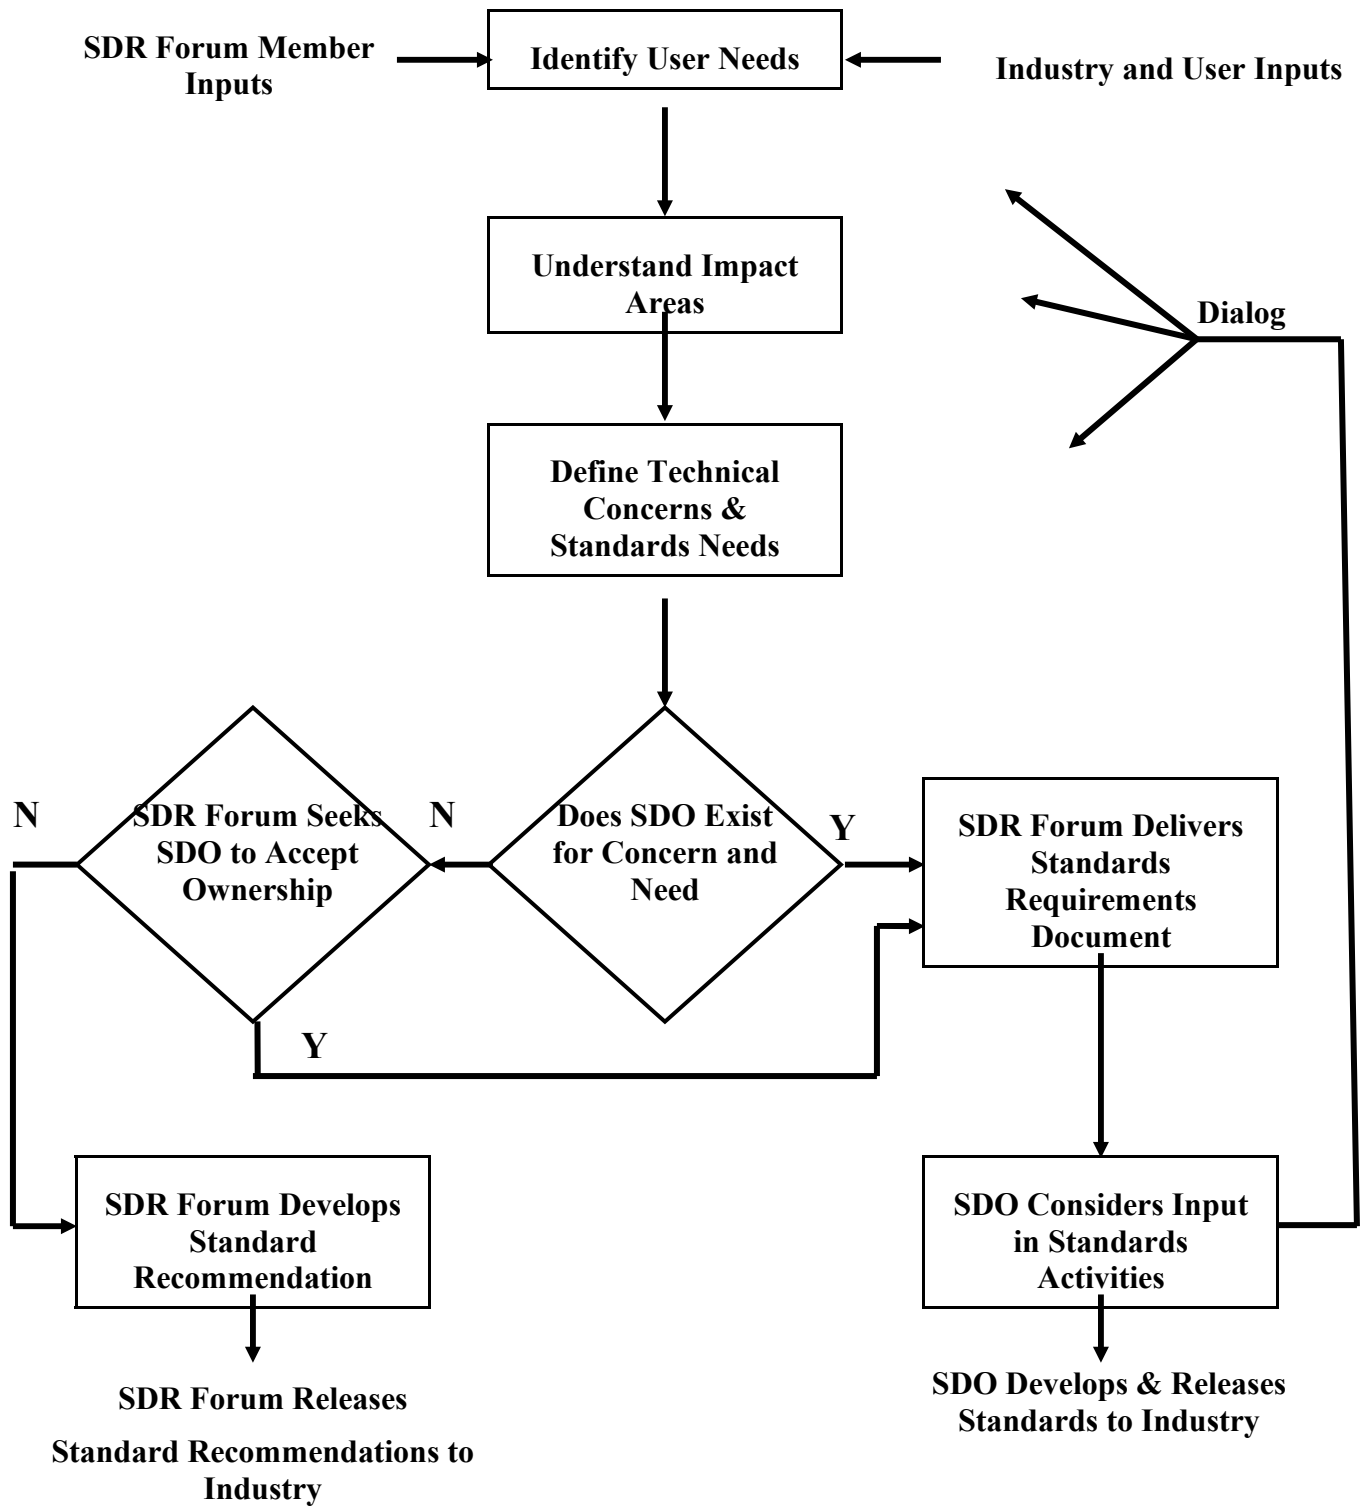 SDR Forum Member
Inputs
Identify User Needs
Industry and User Inputs
Understand Impact
Areas
Dialog
Define Technical
Concerns &
Standards Needs
N
SDR Forum Seeks
SDO to Accept
Ownership
N
Does SDO Exist
for Concern and
Need
Y
SDR Forum Delivers
Standards
Requirements
Document
Y
SDR Forum Develops
Standard
Recommendation
SDO Considers Input
in Standards
Activities
SDR Forum Releases
Standard Recommendations to
Industry
SDO Develops & Releases
Standards to Industry